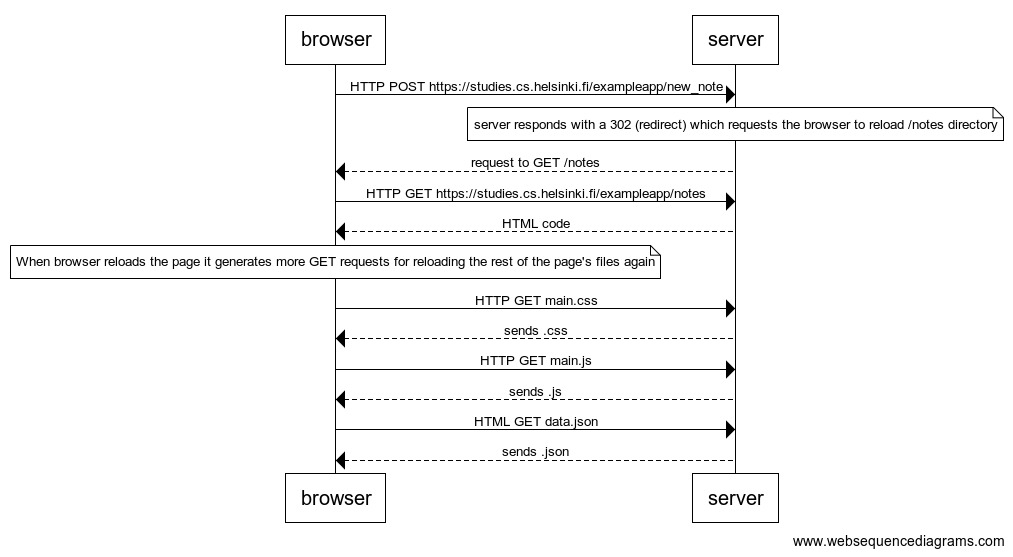 browser server
HTTP POST https://studies.cs.helsinki.fi/exampleapp/new_note
server responds with a 302 (redirect) which requests the browser to reload /notes directory
request to GET /notes
HTTP GET https://studies.cs.helsinki.fi/exampleapp/notes
HTML code
When browser reloads the page it generates more GET requests for reloading the rest of the page's files again
HTTP GET main.css
sends .css
HTTP GET main.js
sends .js
HTML GET data.json
sends .json
browser server
www.websequencediagrams.com